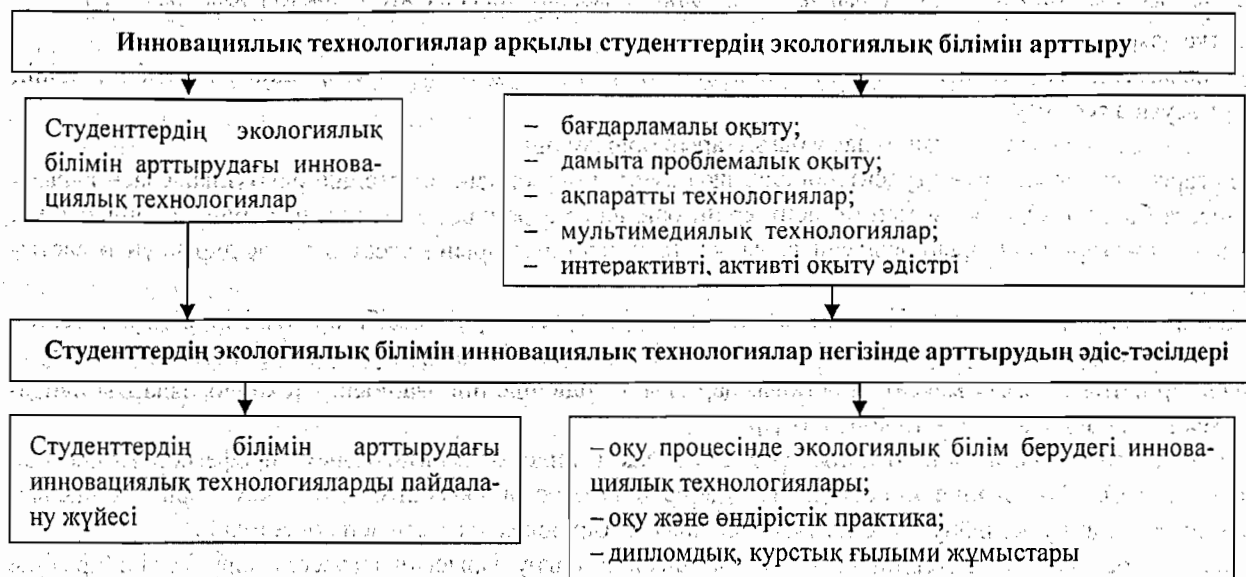 Инновациялық технологиялар арқылы студенттердің экологиялық білімін арттыру
Студенттердің экологиялық
білімін арттырудағы иннова-
циялық технологиялар
– бағдарламалы оқыту;
– дамыта проблемалық оқыту;
– ақпаратты технологиялар;
– мультимедиялық технологиялар;
– интерактивті, активті оқыту әдістрі
Студенттердің экологиялық білімін инновациялық технологиялар негізінде арттырудың әдіс-тәсілдері
Студенттердің білімін арттырудағы
инновациялық технологияларды пайдала-
ну жүйесі
– оқу процесінде экологиялық білім берудегі иннова-
циялық технологиялары;
– оқу және өндірістік практика;
– дипломдық, курстық ғылыми жұмыстары